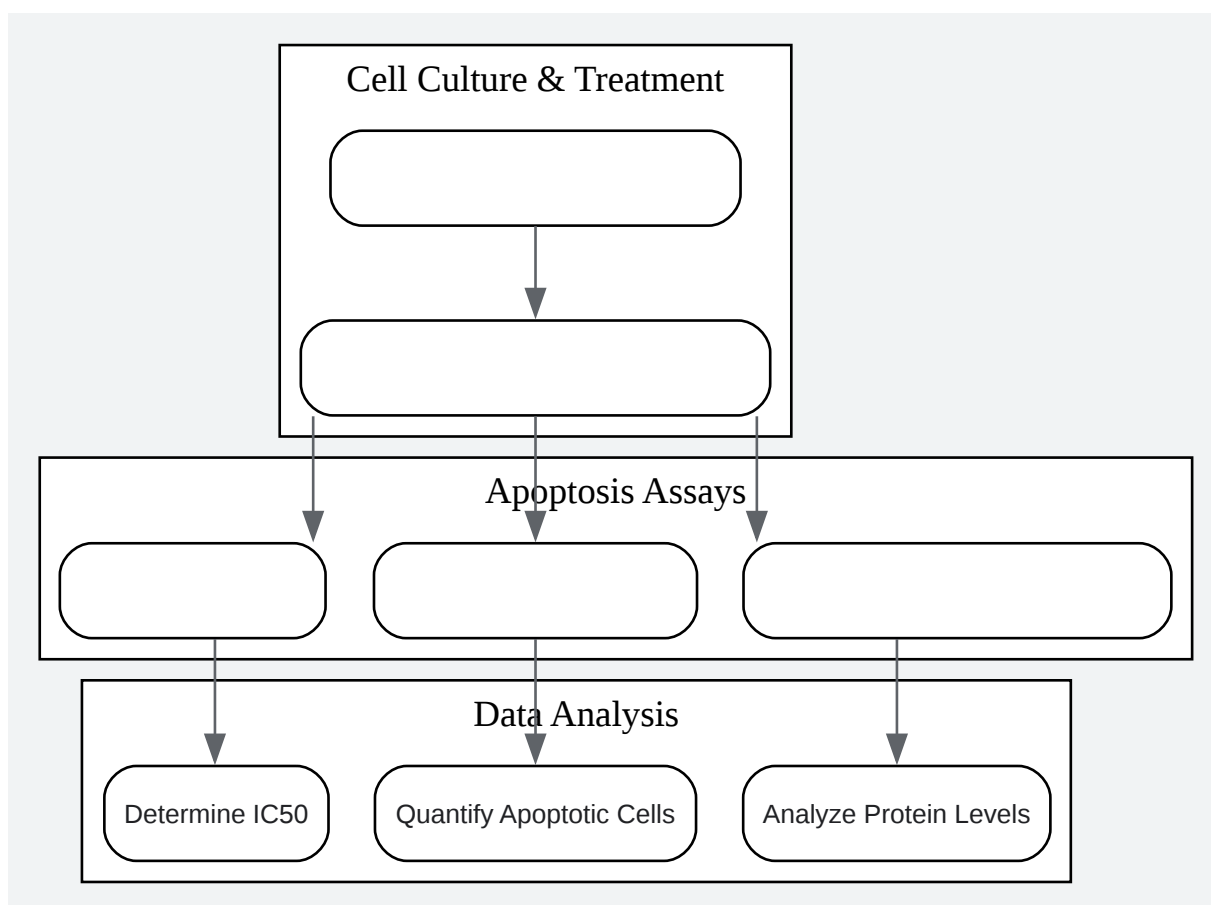 Cell Culture & Treatment
Apoptosis Assays
Data Analysis
Determine IC50
Quantify Apoptotic Cells
Analyze Protein Levels